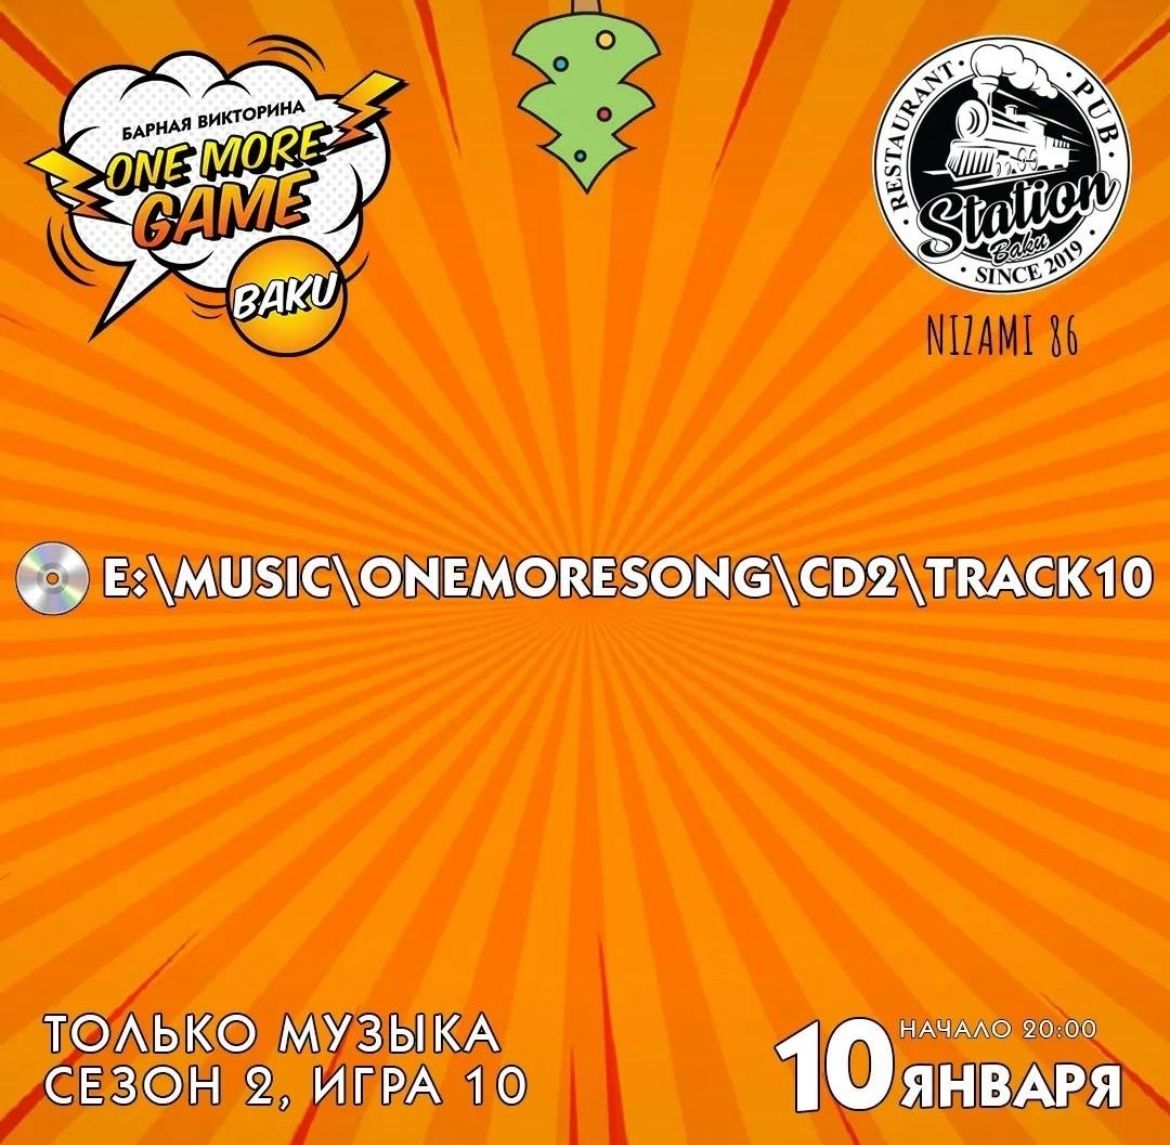 БАРНАЯ ВИКТОРИНА
ONE MORE
GAME
BAKU
RESTAURANT · PUB
Station
Baku
SINCE 2019
NIZAMI 86
E:\MUSIC\ONEMORESONG\CD2\TRACK10
ТОЛЬКО МУЗЫКА
СЕЗОН 2, ИГРА 10
10 ЯНВАРЯ
НАЧАЛО 20:00